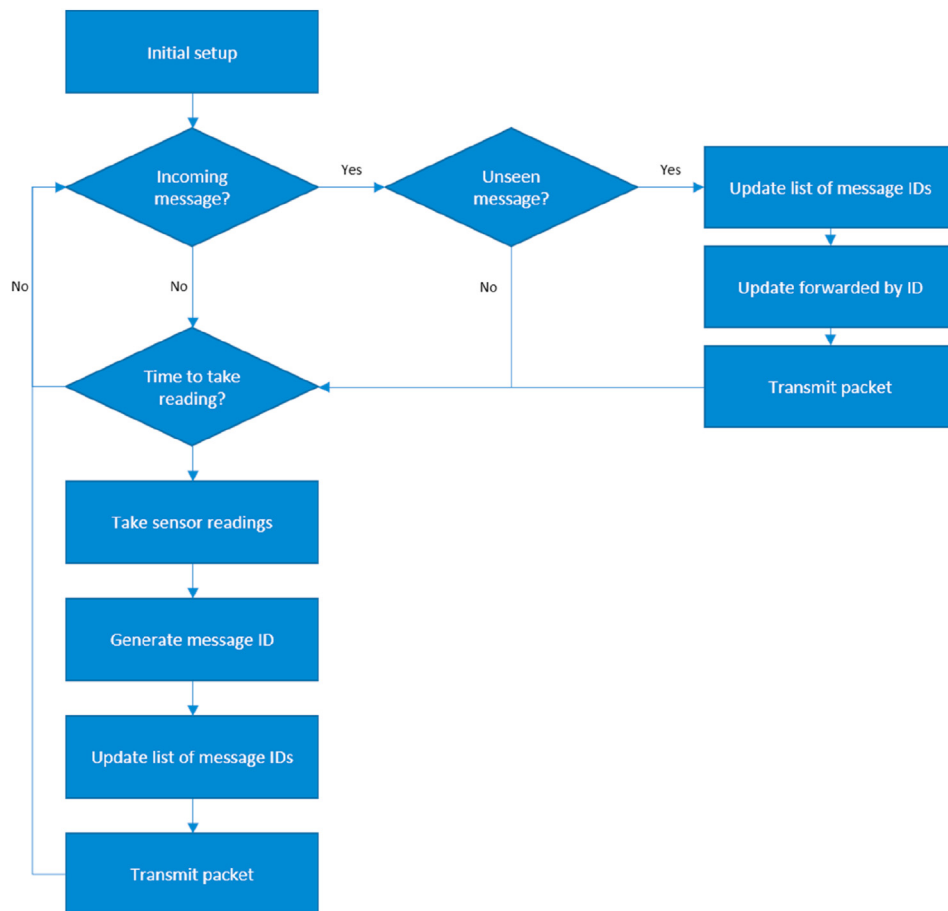 Initial setup
Incoming
message?
Yes
Unseen
message?
Yes
Update list of message IDs
No
No
No
Update forwarded by ID
Time to take
reading?
Transmit packet
Take sensor readings
Generate message ID
Update list of message IDs
Transmit packet